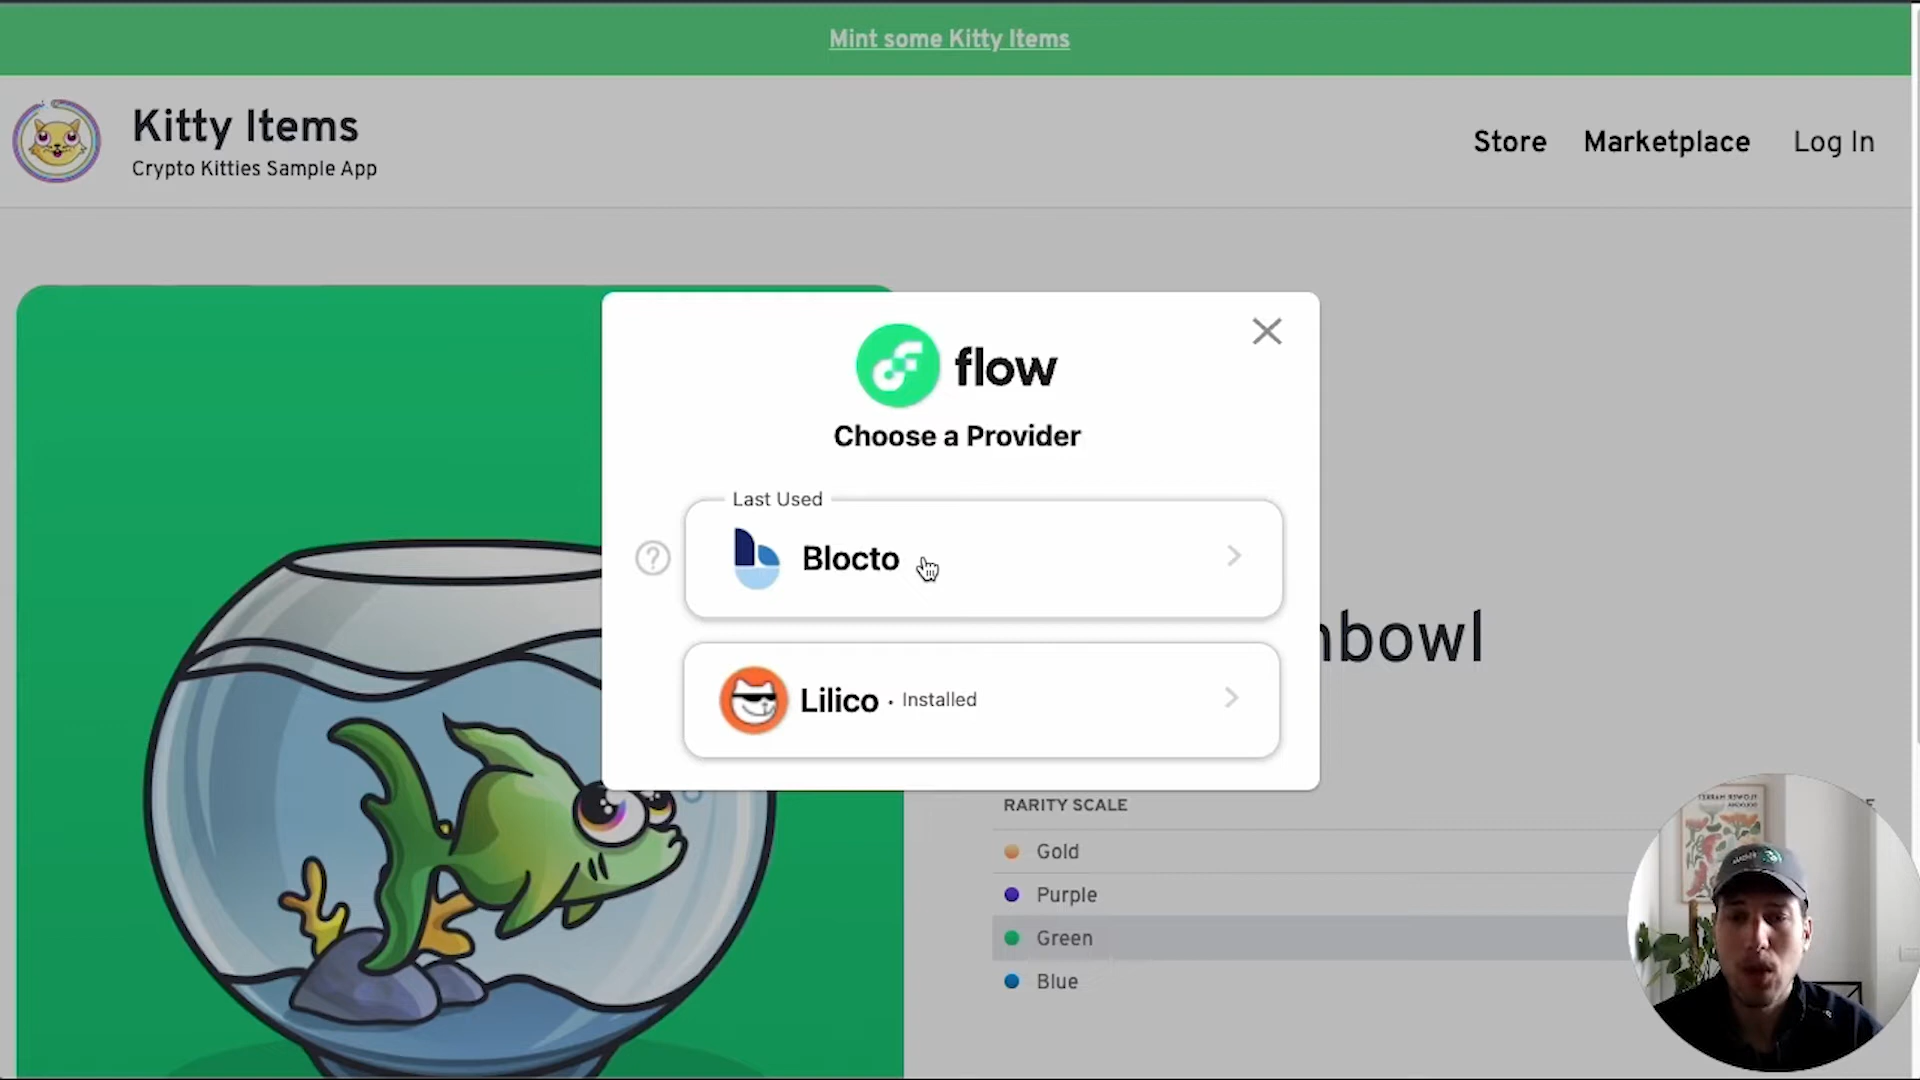 Mint some Kitty Items
Kitty Items
Crypto Kitties Sample App
Store
Marketplace
Log In
flow
Choose a Provider
Last Used
?
Blocto
Lilico · Installed
nbowl
RARITY SCALE
Gold
Purple
Green
Blue